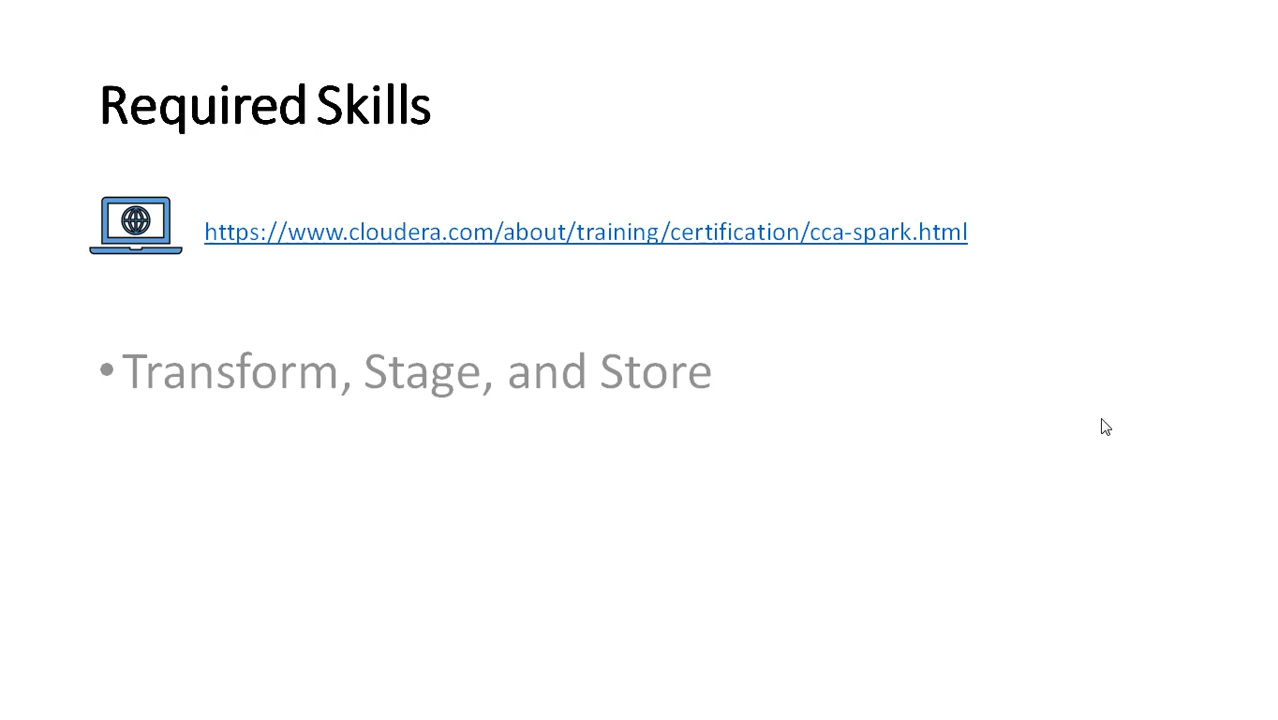 Required Skills
https://www.cloudera.com/about/training/certification/cca-spark.html
• Transform, Stage, and Store